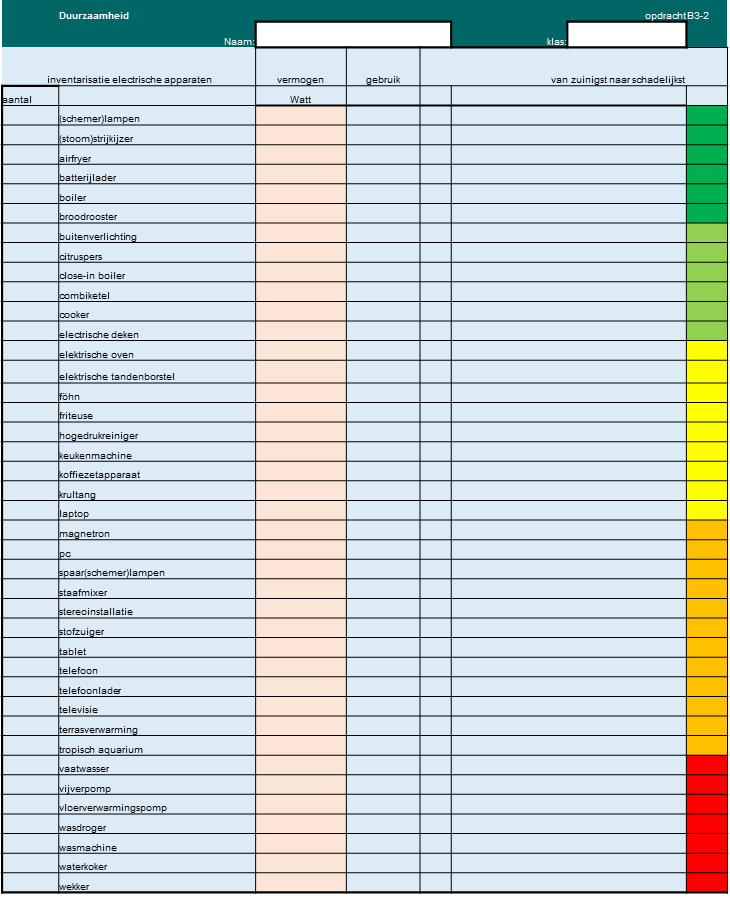 Duurzaamheid opdrachtB3-2
Naam: klas:
inventarisatie electrische apparaten vermogen gebruik van zuinigst naar schadelijkst
aantal Watt
(schemer)lampen
(stoom)strijkijzer
airfryer
batterijlader
boiler
broodrooster
buitenverlichting
citruspers
close-in boiler
combiketel
cooker
electrische deken
elektrische oven
elektrische tandenborstel
föhn
friteuse
hogedrukreiniger
keukenmachine
koffiezetapparaat
krultang
laptop
magnetron
pc
spaar(schemer)lampen
staafmixer
stereoinstallatie
stofzuiger
tablet
telefoon
telefoonlader
televisie
terrasverwarming
tropisch aquarium
vaatwasser
vijverpomp
vloerverwarmingspomp
wasdroger
wasmachine
waterkoker
wekker